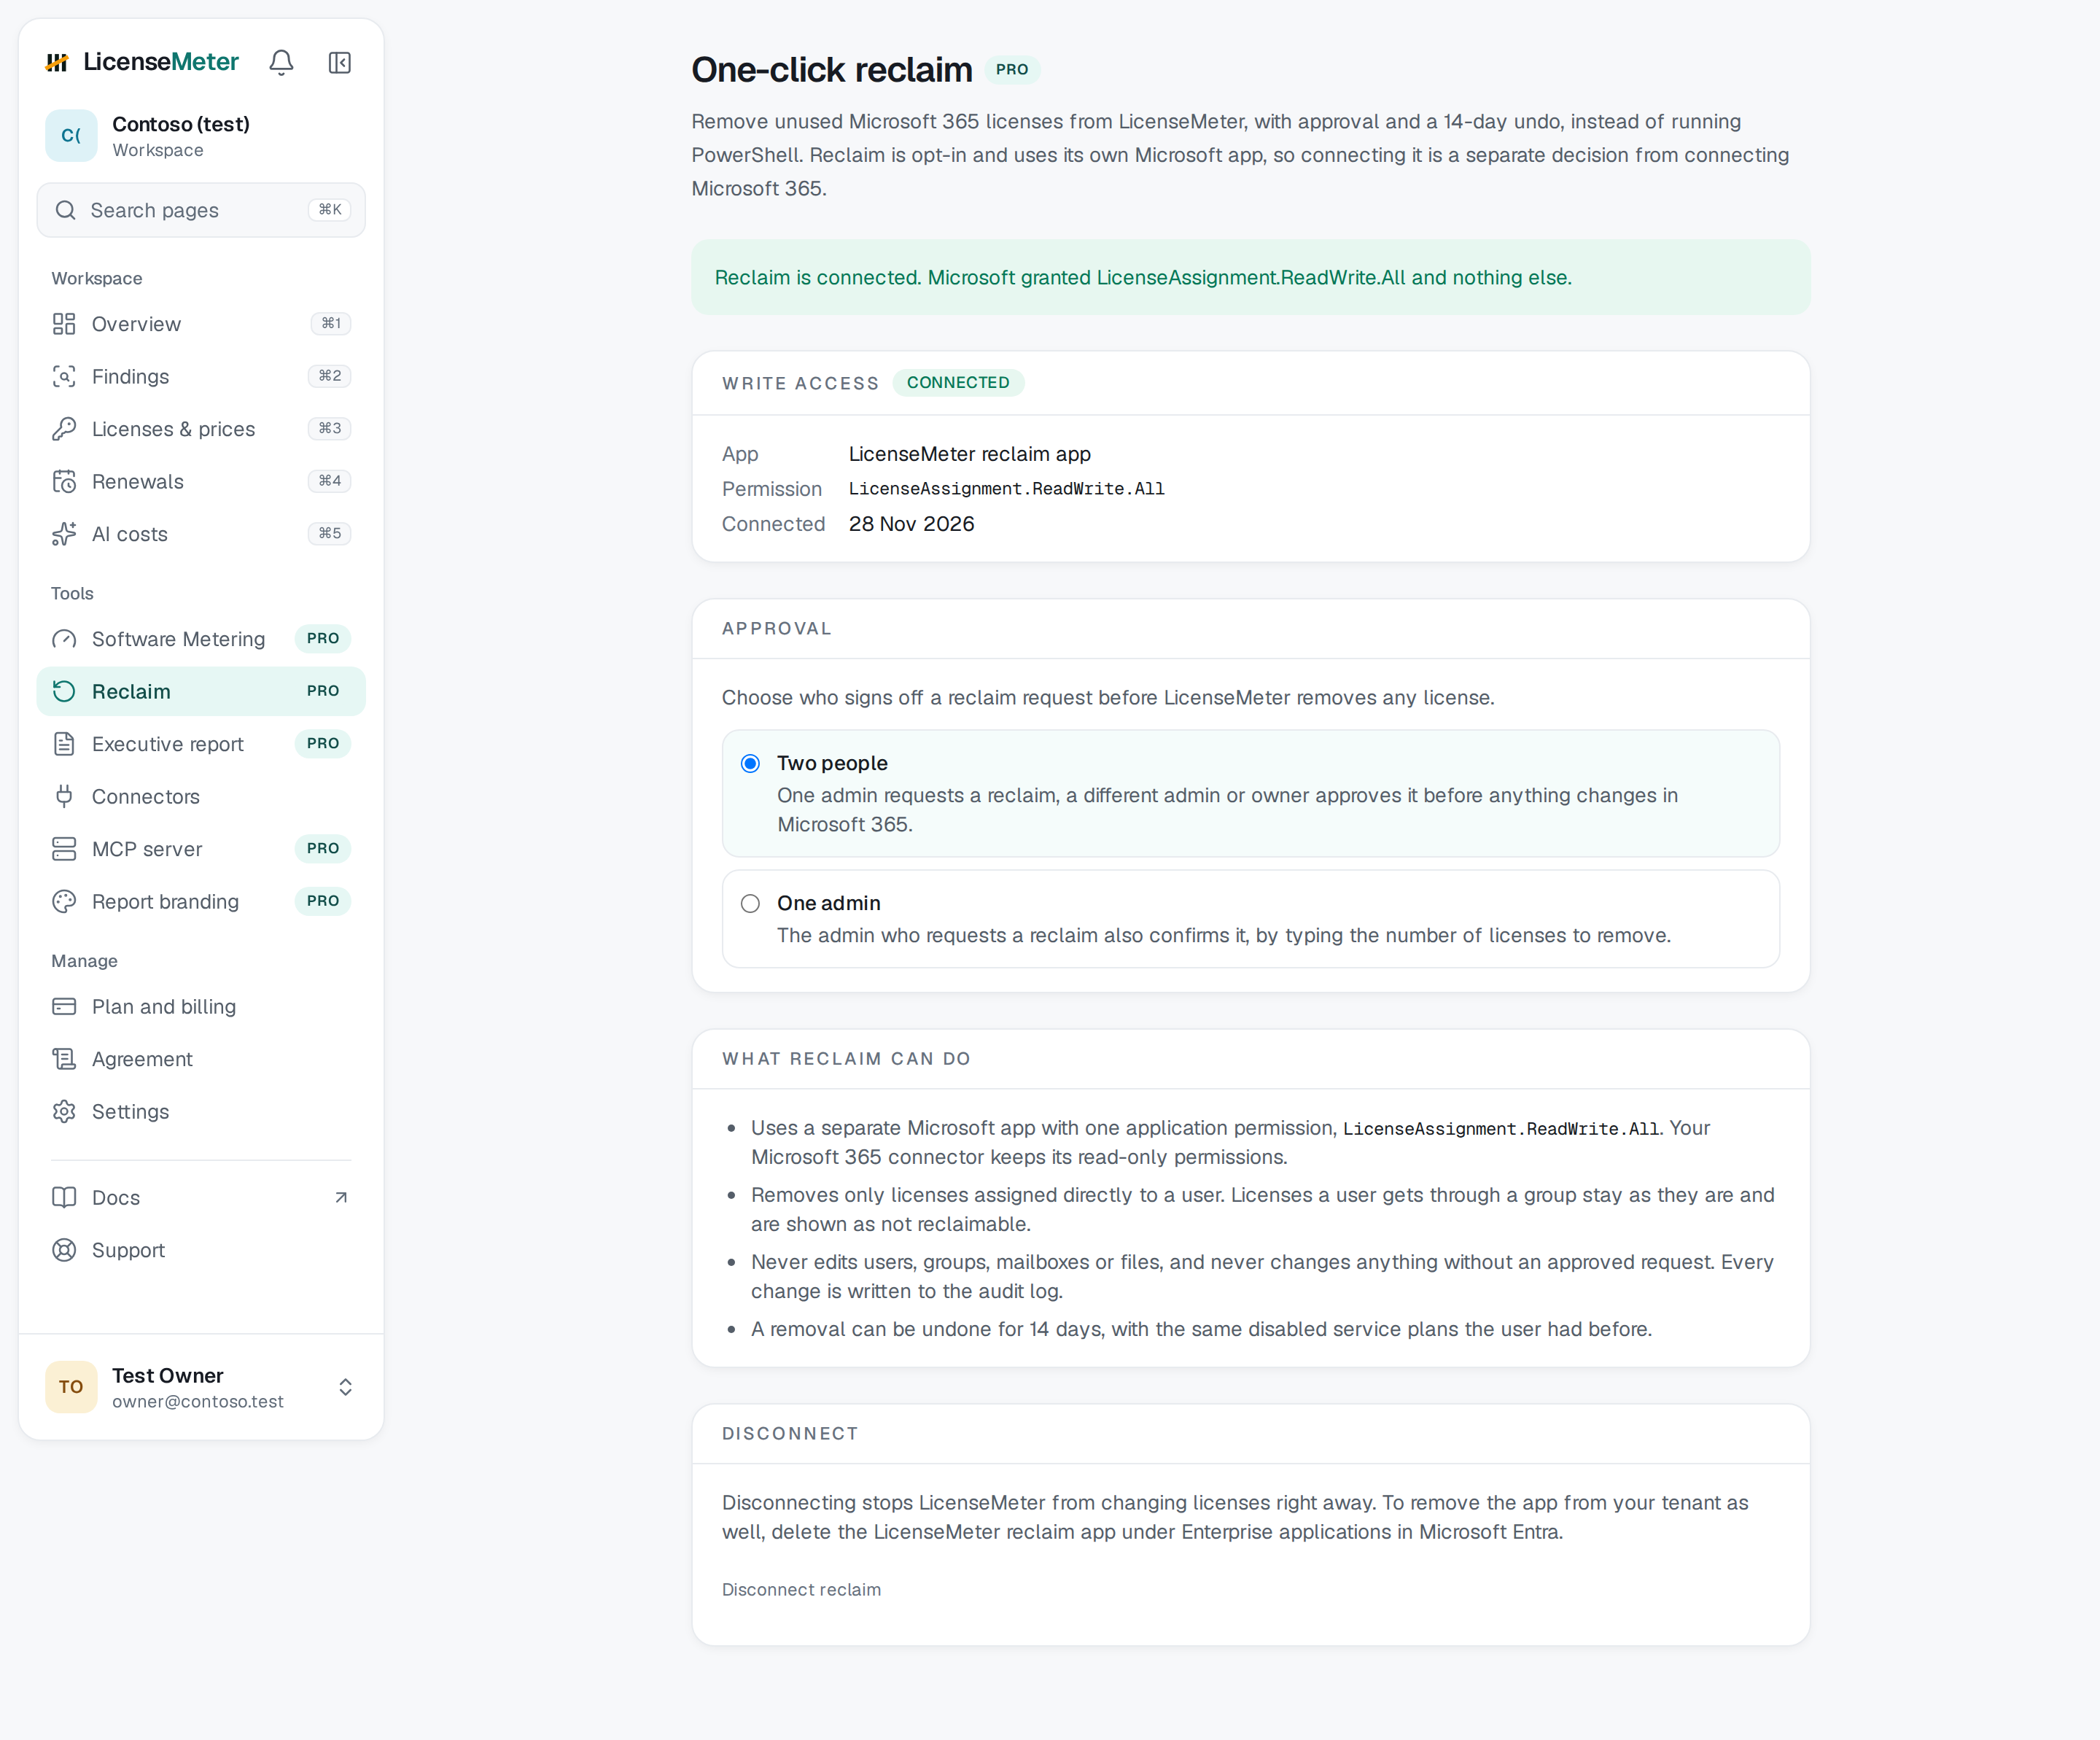 LicenseMeter
C(
Contoso (test)
Workspace
Search pages ⌘K
Workspace
Overview ⌘1
Findings ⌘2
Licenses & prices ⌘3
Renewals ⌘4
AI costs ⌘5
Tools
Software Metering PRO
Reclaim PRO
Executive report PRO
Connectors
MCP server PRO
Report branding PRO
Manage
Plan and billing
Agreement
Settings
Docs
Support
TO
Test Owner
owner@contoso.test
One-click reclaim PRO
Remove unused Microsoft 365 licenses from LicenseMeter, with approval and a 14-day undo, instead of running
PowerShell. Reclaim is opt-in and uses its own Microsoft app, so connecting it is a separate decision from connecting
Microsoft 365.
Reclaim is connected. Microsoft granted LicenseAssignment.ReadWrite.All and nothing else.
WRITE ACCESS CONNECTED
App LicenseMeter reclaim app
Permission LicenseAssignment.ReadWrite.All
Connected 28 Nov 2026
APPROVAL
Choose who signs off a reclaim request before LicenseMeter removes any license.
Two people
One admin requests a reclaim, a different admin or owner approves it before anything changes in
Microsoft 365.
One admin
The admin who requests a reclaim also confirms it, by typing the number of licenses to remove.
WHAT RECLAIM CAN DO
• Uses a separate Microsoft app with one application permission, LicenseAssignment.ReadWrite.All. Your
Microsoft 365 connector keeps its read-only permissions.
• Removes only licenses assigned directly to a user. Licenses a user gets through a group stay as they are and
are shown as not reclaimable.
• Never edits users, groups, mailboxes or files, and never changes anything without an approved request. Every
change is written to the audit log.
• A removal can be undone for 14 days, with the same disabled service plans the user had before.
DISCONNECT
Disconnecting stops LicenseMeter from changing licenses right away. To remove the app from your tenant as
well, delete the LicenseMeter reclaim app under Enterprise applications in Microsoft Entra.
Disconnect reclaim